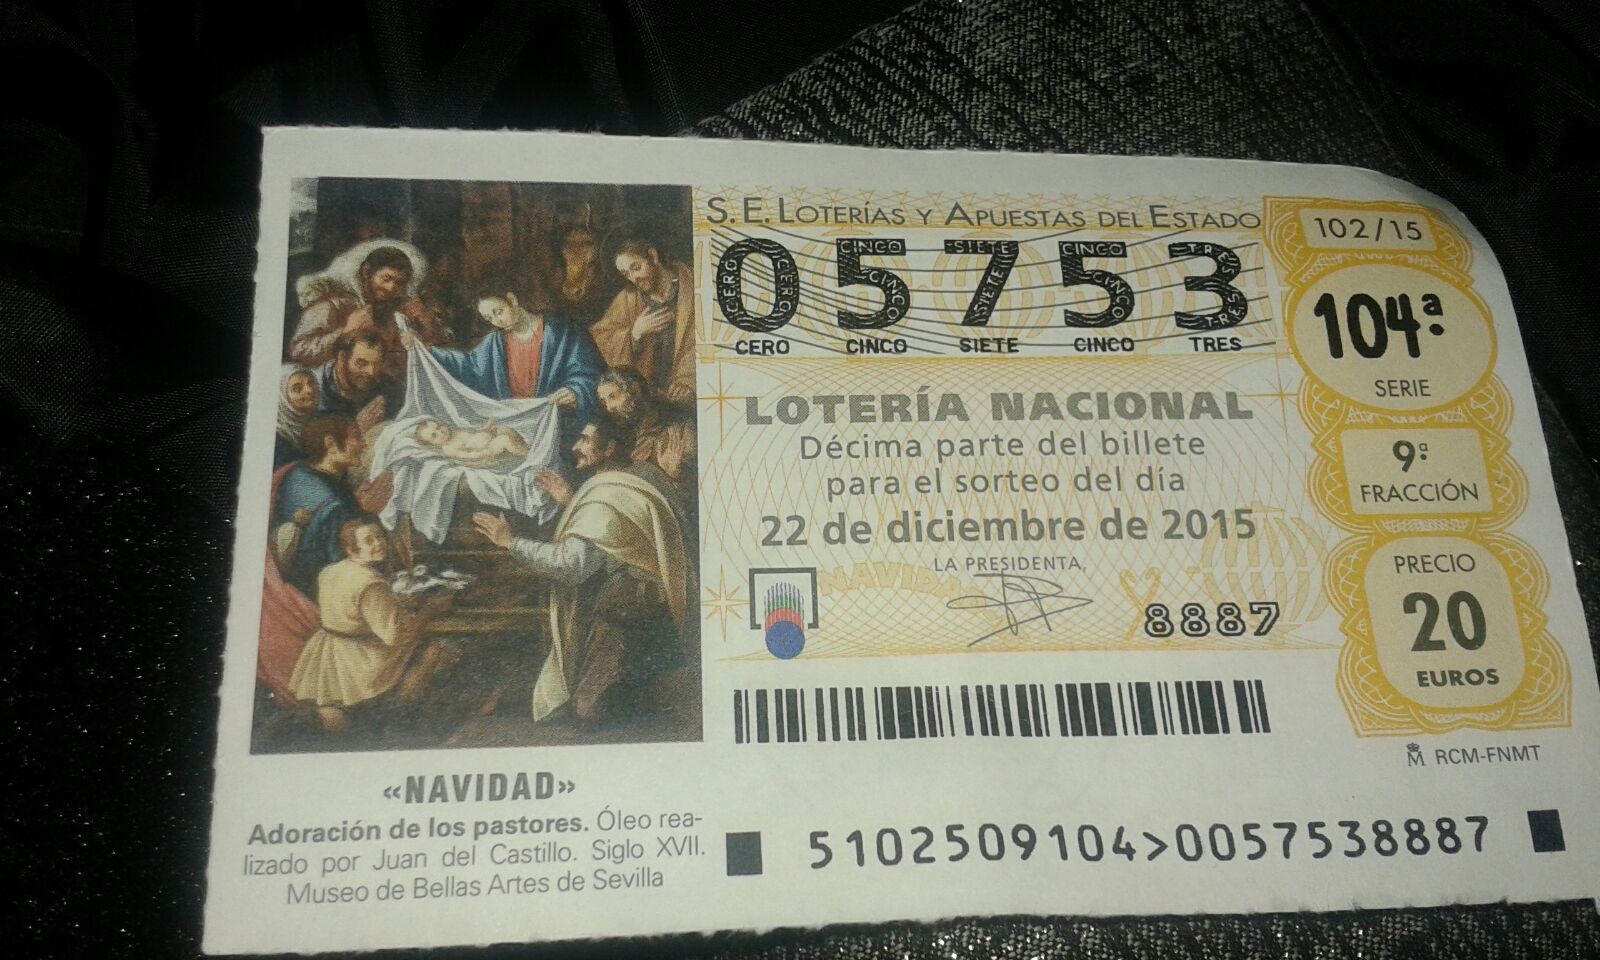 S. E. LOTERÍAS Y APUESTAS DEL ESTADO
05753
CERO CINCO SIETE CINCO TRES
LOTERÍA NACIONAL
Décima parte del billete
para el sorteo del día
22 de diciembre de 2015
LA PRESIDENTA,
NAVIDAD
8887
102/15
104ª
SERIE
9ª
FRACCIÓN
PRECIO
20
EUROS
RCM-FNMT
«NAVIDAD»
Adoración de los pastores. Óleo rea-
lizado por Juan del Castillo. Siglo XVII.
Museo de Bellas Artes de Sevilla
5102509104>0057538887